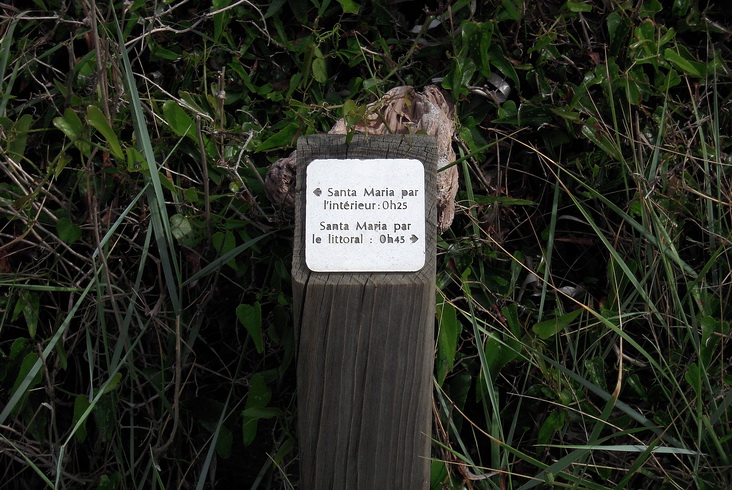 ← Santa Maria par
l'intérieur : 0h25
Santa Maria par
le littoral : 0h45 →